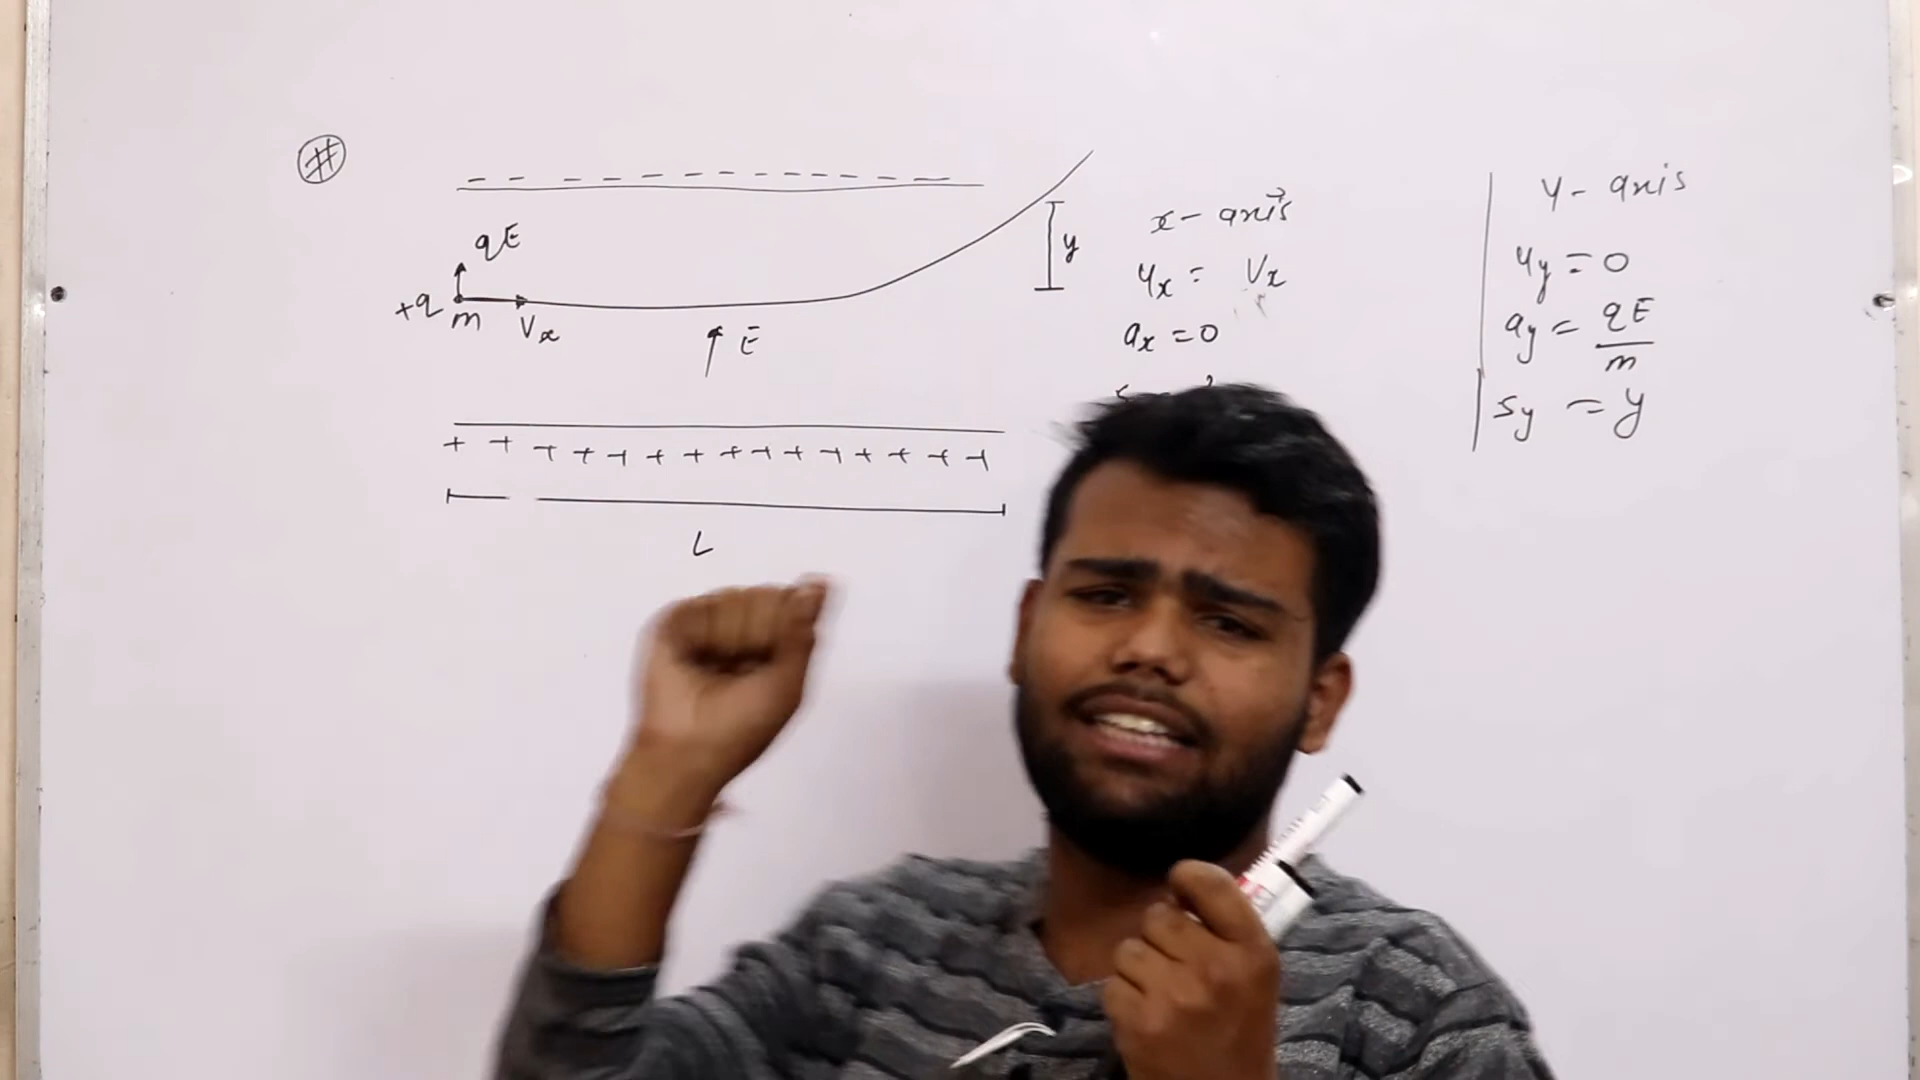 #
- - - - - - - - - - - -
qE
+q
m
Vx
E
y
+ + + + + + + + + + + + + + +
L
x - axis
ux = Vx
ax = 0
y - axis
uy = 0
ay = qE/m
sy = y